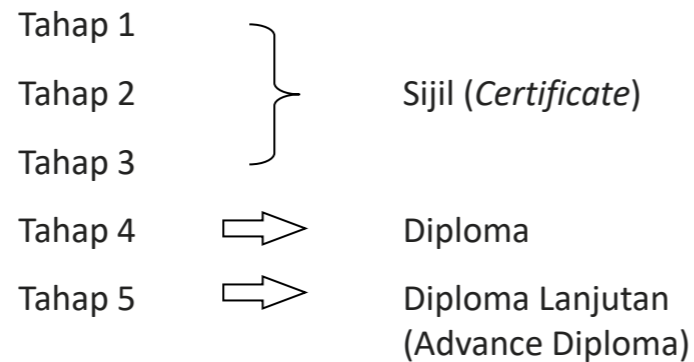 Tahap 1
Tahap 2 Sijil (Certificate)
Tahap 3
Tahap 4 Diploma
Tahap 5 Diploma Lanjutan
(Advance Diploma)